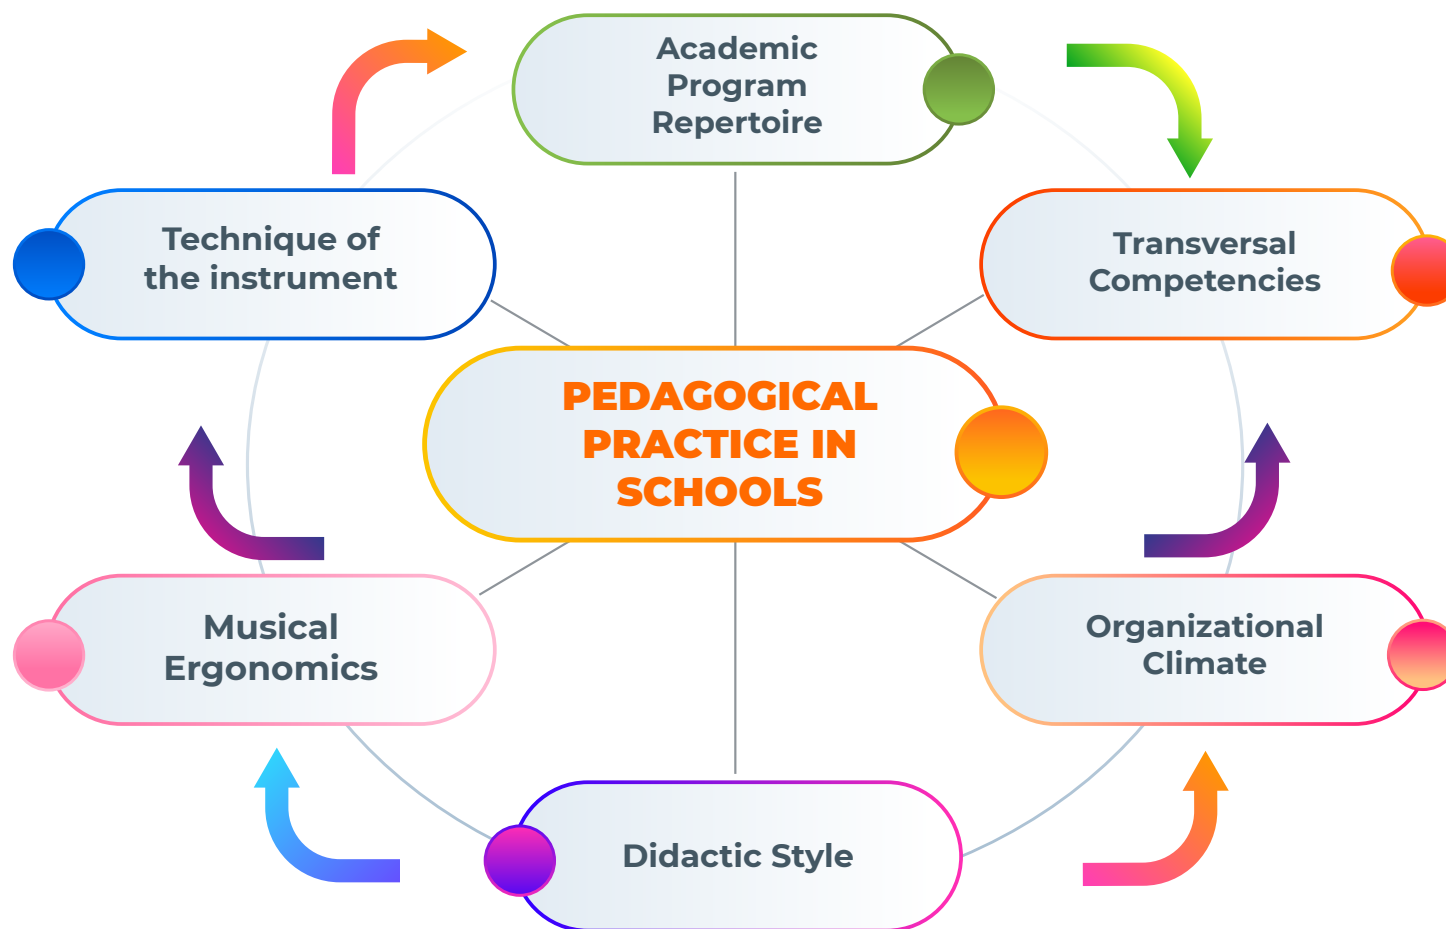 Academic
Program
Repertoire
Technique of
the instrument
Transversal
Competencies
PEDAGOGICAL
PRACTICE IN
SCHOOLS
Musical
Ergonomics
Organizational
Climate
Didactic Style